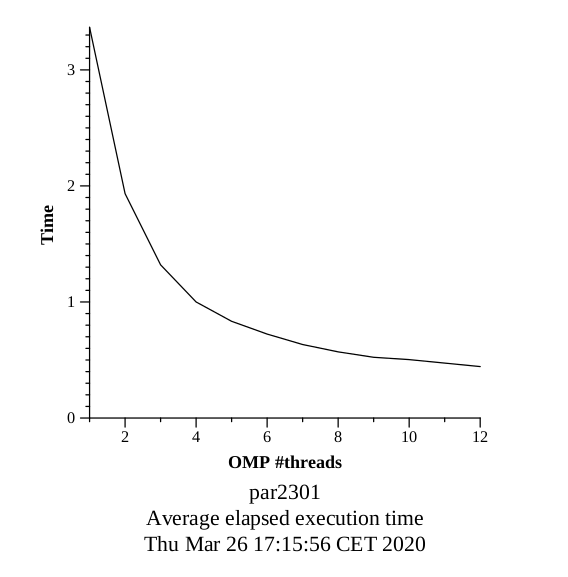 3
2
1
0
Time
2 4 6 8 10 12
OMP #threads
par2301
Average elapsed execution time
Thu Mar 26 17:15:56 CET 2020